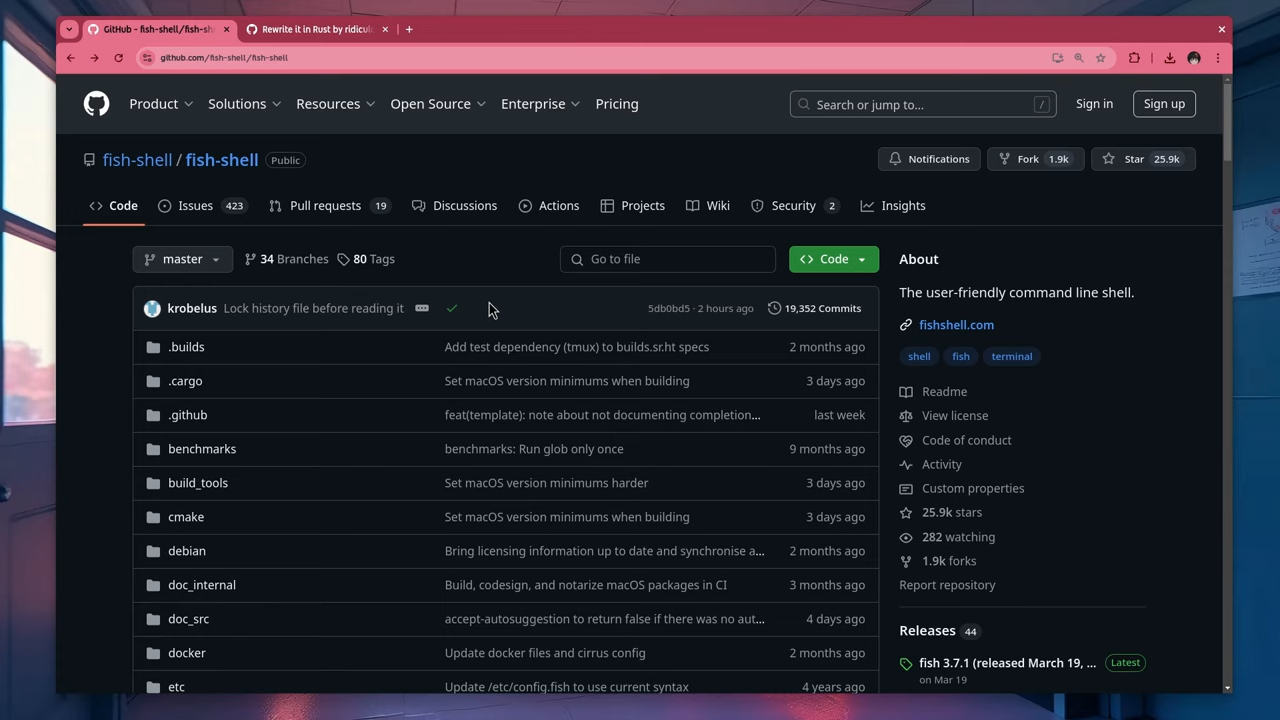 GitHub - fish-shell/fish-sh
Rewrite it in Rust by ridicul
github.com/fish-shell/fish-shell
Product Solutions Resources Open Source Enterprise Pricing
Search or jump to... /
Sign in
Sign up
fish-shell / fish-shell Public
Notifications
Fork 1.9k
Star 25.9k
Code
Issues 423
Pull requests 19
Discussions
Actions
Projects
Wiki
Security 2
Insights
master
34 Branches
80 Tags
Go to file
Code
krobelus Lock history file before reading it 5db0bd5 · 2 hours ago 19,352 Commits
.builds Add test dependency (tmux) to builds.sr.ht specs 2 months ago
.cargo Set macOS version minimums when building 3 days ago
.github feat(template): note about not documenting completion... last week
benchmarks benchmarks: Run glob only once 9 months ago
build_tools Set macOS version minimums harder 3 days ago
cmake Set macOS version minimums when building 3 days ago
debian Bring licensing information up to date and synchronise a... 2 months ago
doc_internal Build, codesign, and notarize macOS packages in CI 3 months ago
doc_src accept-autosuggestion to return false if there was no aut... 4 days ago
docker Update docker files and cirrus config 2 months ago
etc Update /etc/config.fish to use current syntax 4 years ago
About
The user-friendly command line shell.
fishshell.com
shell fish terminal
Readme
View license
Code of conduct
Activity
Custom properties
25.9k stars
282 watching
1.9k forks
Report repository
Releases 44
fish 3.7.1 (released March 19, ... Latest
on Mar 19